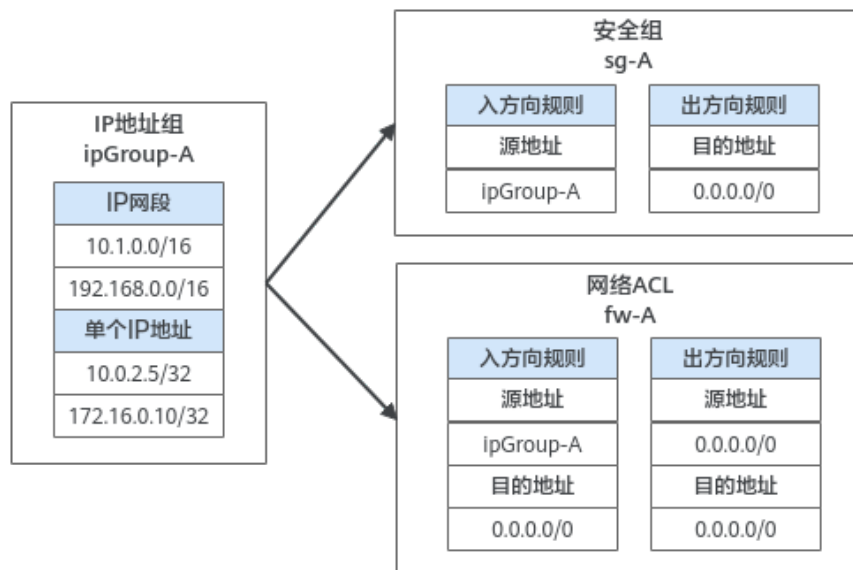 IP地址组
ipGroup-A
IP网段
10.1.0.0/16
192.168.0.0/16
单个IP地址
10.0.2.5/32
172.16.0.10/32
安全组
sg-A
入方向规则
源地址
ipGroup-A
出方向规则
目的地址
0.0.0.0/0
网络ACL
fw-A
入方向规则
源地址
ipGroup-A
目的地址
0.0.0.0/0
出方向规则
源地址
0.0.0.0/0
目的地址
0.0.0.0/0